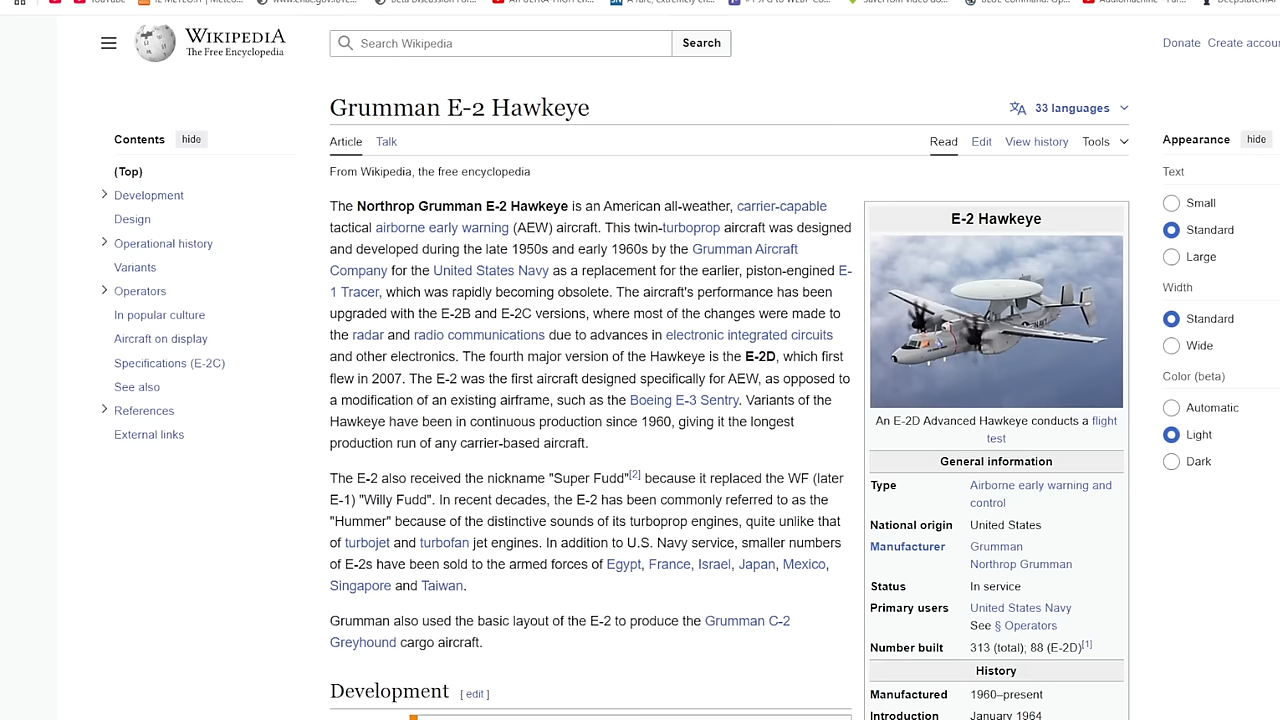 YouTube
WIKIPEDIA
The Free Encyclopedia
Search Wikipedia
Search
Donate Create accou
Grumman E-2 Hawkeye
33 languages
Contents hide
Article Talk
Read Edit View history Tools
Appearance hide
(Top)
Development
Design
Operational history
Variants
Operators
In popular culture
Aircraft on display
Specifications (E-2C)
See also
References
External links
From Wikipedia, the free encyclopedia
The Northrop Grumman E-2 Hawkeye is an American all-weather, carrier-capable
tactical airborne early warning (AEW) aircraft. This twin-turboprop aircraft was designed
and developed during the late 1950s and early 1960s by the Grumman Aircraft
Company for the United States Navy as a replacement for the earlier, piston-engined E-
1 Tracer, which was rapidly becoming obsolete. The aircraft's performance has been
upgraded with the E-2B and E-2C versions, where most of the changes were made to
the radar and radio communications due to advances in electronic integrated circuits
and other electronics. The fourth major version of the Hawkeye is the E-2D, which first
flew in 2007. The E-2 was the first aircraft designed specifically for AEW, as opposed to
a modification of an existing airframe, such as the Boeing E-3 Sentry. Variants of the
Hawkeye have been in continuous production since 1960, giving it the longest
production run of any carrier-based aircraft.
The E-2 also received the nickname "Super Fudd"[2] because it replaced the WF (later
E-1) "Willy Fudd". In recent decades, the E-2 has been commonly referred to as the
"Hummer" because of the distinctive sounds of its turboprop engines, quite unlike that
of turbojet and turbofan jet engines. In addition to U.S. Navy service, smaller numbers
of E-2s have been sold to the armed forces of Egypt, France, Israel, Japan, Mexico,
Singapore and Taiwan.
Grumman also used the basic layout of the E-2 to produce the Grumman C-2
Greyhound cargo aircraft.
Development [ edit ]
E-2 Hawkeye
An E-2D Advanced Hawkeye conducts a flight
test
General information
Type Airborne early warning and
control
National origin United States
Manufacturer Grumman
Northrop Grumman
Status In service
Primary users United States Navy
See § Operators
Number built 313 (total); 88 (E-2D)[1]
History
Manufactured 1960–present
Introduction January 1964
Text
Small
Standard
Large
Width
Standard
Wide
Color (beta)
Automatic
Light
Dark